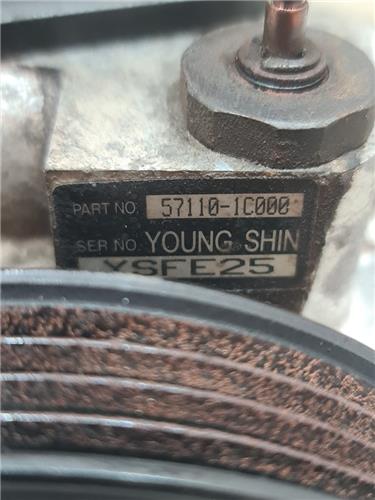 PART NO. 57110-1C000
SER NO. YOUNG SHIN
YSFE25